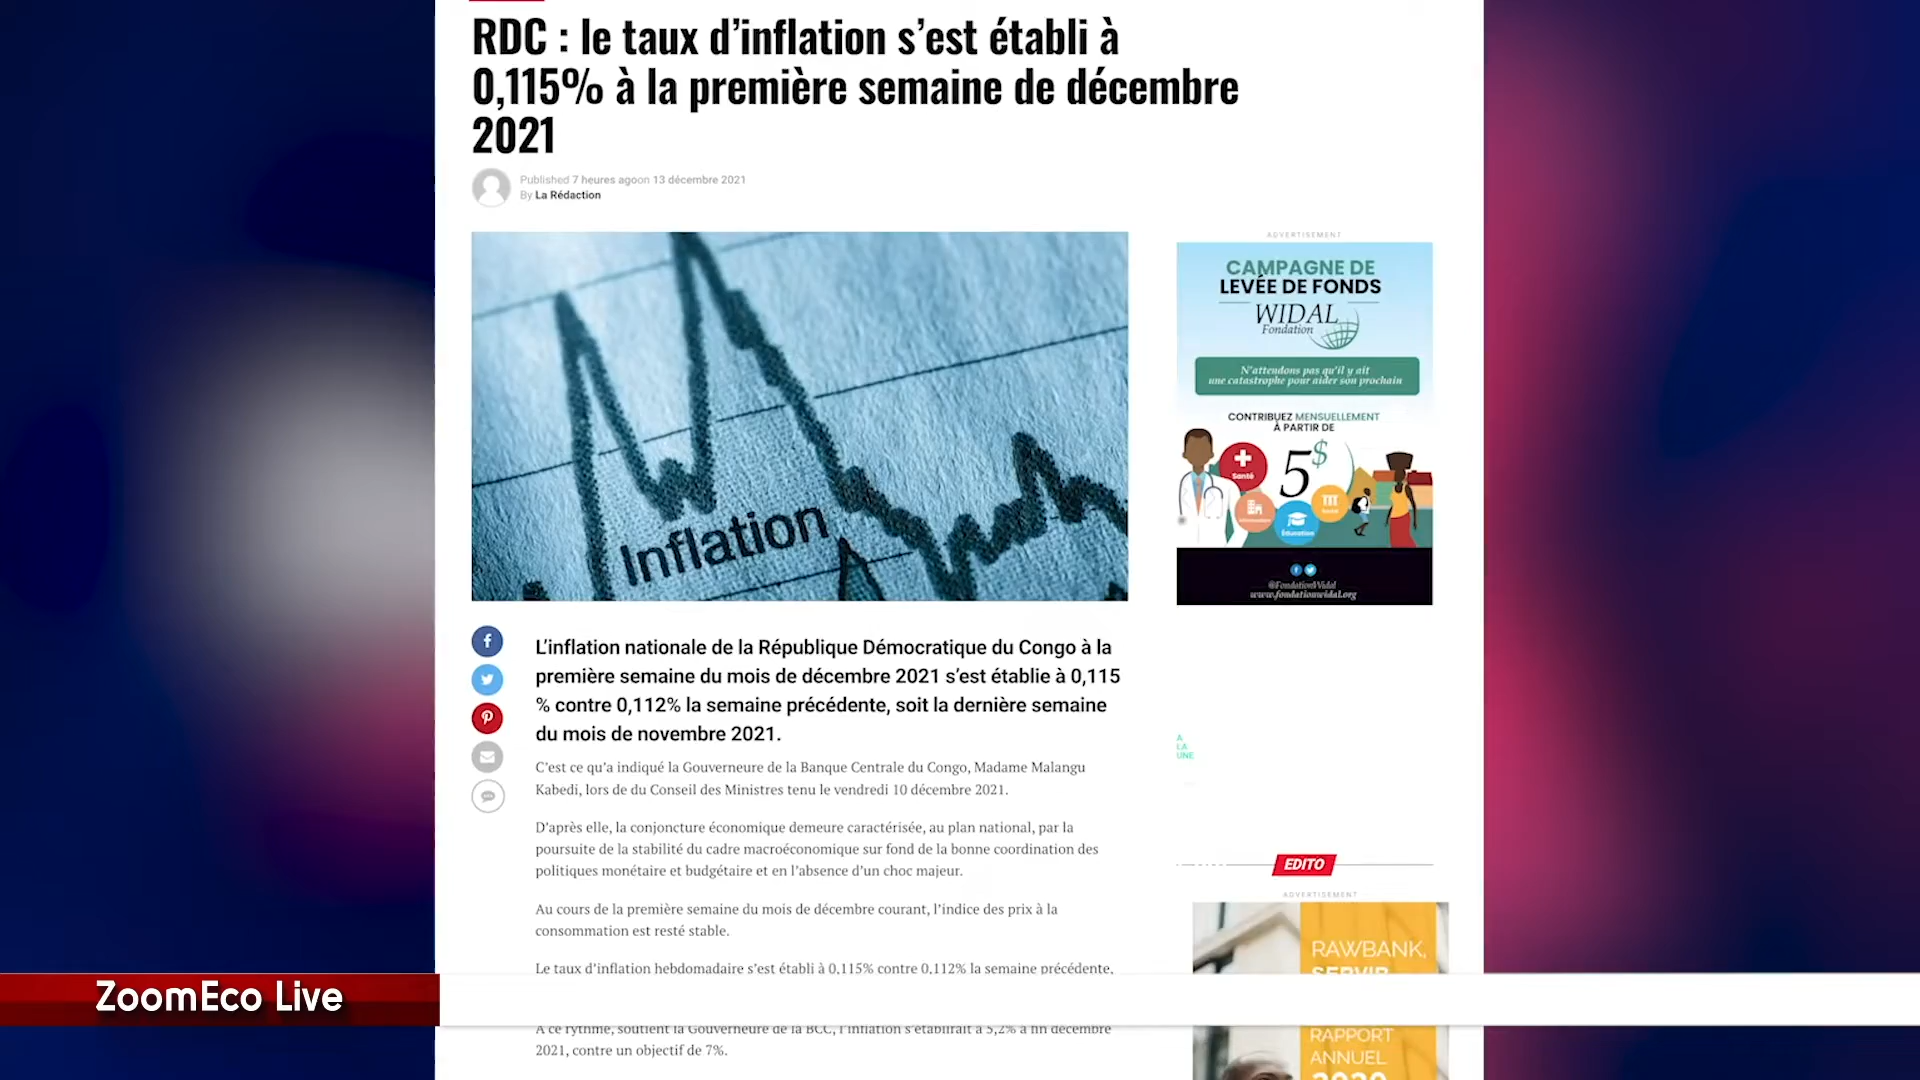 RDC : le taux d’inflation s’est établi à
0,115% à la première semaine de décembre
2021
Published 7 heures agoon 13 décembre 2021
By La Rédaction
Inflation
L’inflation nationale de la République Démocratique du Congo à la
première semaine du mois de décembre 2021 s’est établie à 0,115
% contre 0,112% la semaine précédente, soit la dernière semaine
du mois de novembre 2021.
C’est ce qu’a indiqué la Gouverneure de la Banque Centrale du Congo, Madame Malangu
Kabedi, lors de du Conseil des Ministres tenu le vendredi 10 décembre 2021.
D’après elle, la conjoncture économique demeure caractérisée, au plan national, par la
poursuite de la stabilité du cadre macroéconomique sur fond de la bonne coordination des
politiques monétaire et budgétaire et en l’absence d’un choc majeur.
Au cours de la première semaine du mois de décembre courant, l’indice des prix à la
consommation est resté stable.
Le taux d’inflation hebdomadaire s’est établi à 0,115% contre 0,112% la semaine précédente,
A ce rythme, soutient la Gouverneure de la BCC, l’inflation s’établirait à 5,2% à fin décembre
2021, contre un objectif de 7%.
ADVERTISEMENT
CAMPAGNE DE
LEVÉE DE FONDS
WIDAL
Fondation
N’attendons pas qu’il y ait
une catastrophe pour aider son prochain
CONTRIBUEZ MENSUELLEMENT
À PARTIR DE
5$
Santé
Éducation
@FondationWidal
www.fondationwidal.org
A
LA
UNE
EDITO
ADVERTISEMENT
RAWBANK,
SERVIR
RAPPORT
ANNUEL
2020
ZoomEco Live